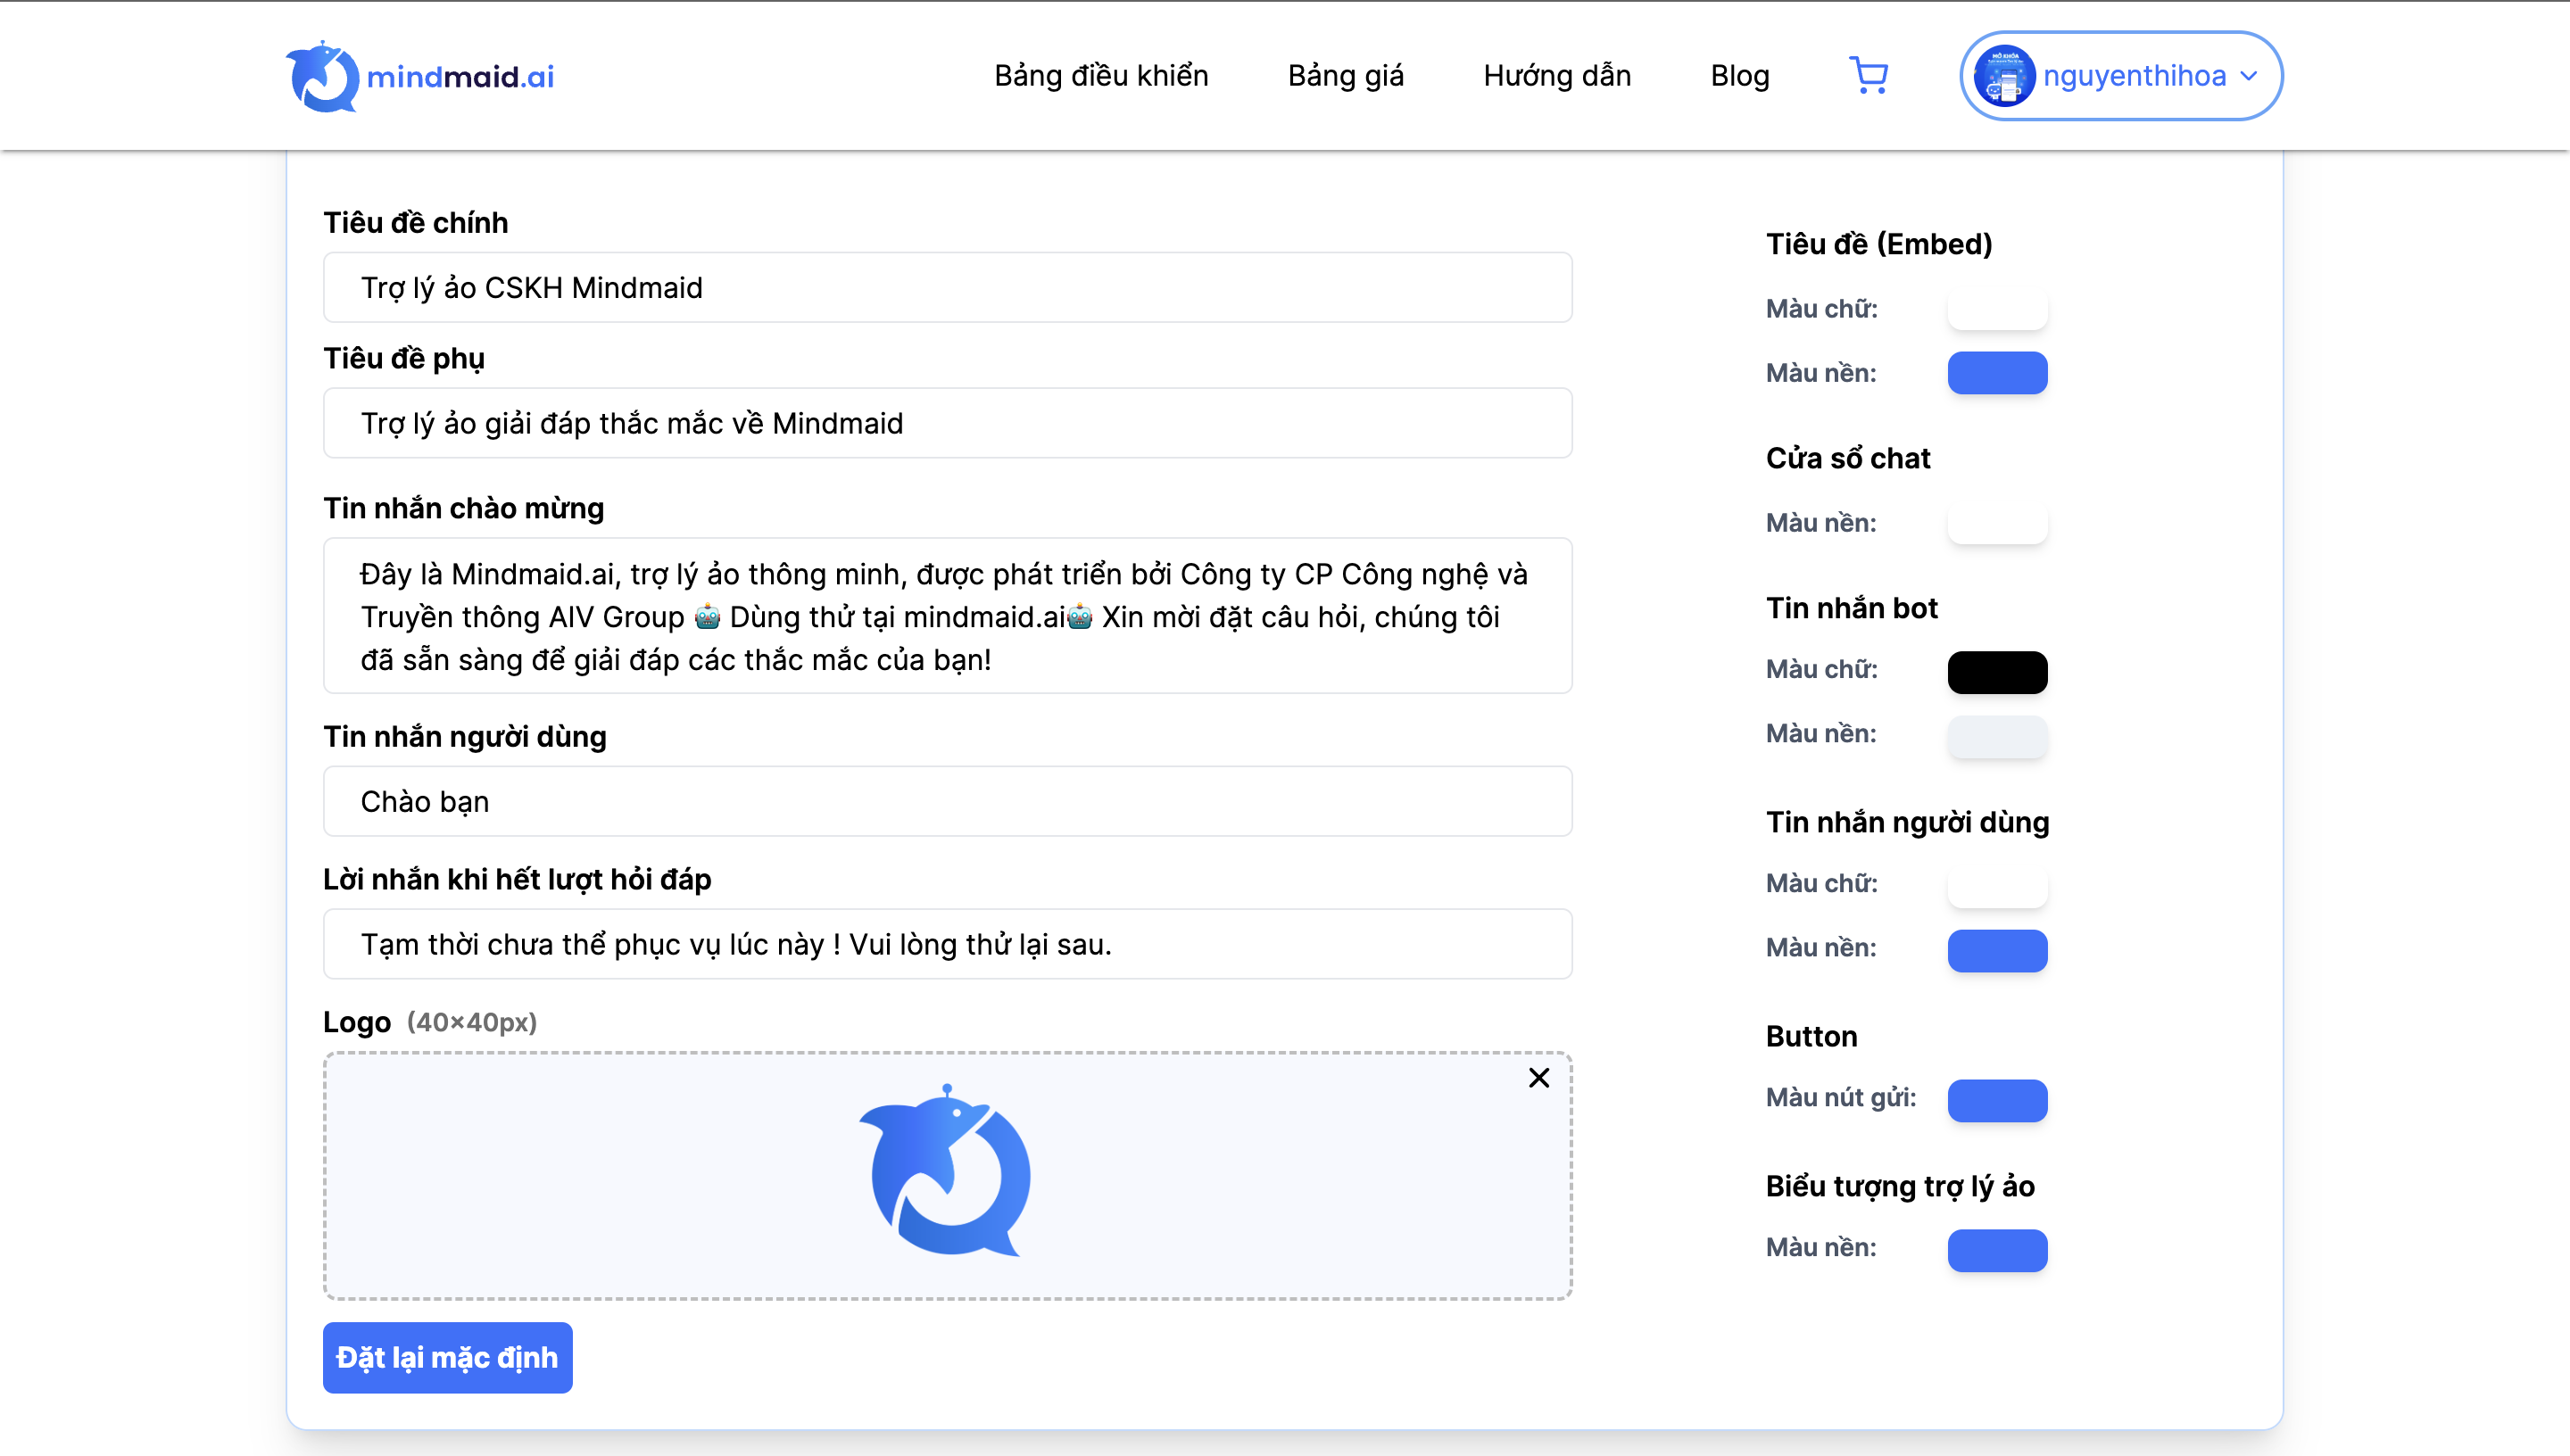 mindmaid.ai
Bảng điều khiển
Bảng giá
Hướng dẫn
Blog
MỞ KHÓA
nguyenthihoa
Tiêu đề chính
Trợ lý ảo CSKH Mindmaid
Tiêu đề phụ
Trợ lý ảo giải đáp thắc mắc về Mindmaid
Tin nhắn chào mừng
Đây là Mindmaid.ai, trợ lý ảo thông minh, được phát triển bởi Công ty CP Công nghệ và
Truyền thông AIV Group 🤖 Dùng thử tại mindmaid.ai🤖 Xin mời đặt câu hỏi, chúng tôi
đã sẵn sàng để giải đáp các thắc mắc của bạn!
Tin nhắn người dùng
Chào bạn
Lời nhắn khi hết lượt hỏi đáp
Tạm thời chưa thể phục vụ lúc này ! Vui lòng thử lại sau.
Logo (40x40px)
Đặt lại mặc định
Tiêu đề (Embed)
Màu chữ:
Màu nền:
Cửa sổ chat
Màu nền:
Tin nhắn bot
Màu chữ:
Màu nền:
Tin nhắn người dùng
Màu chữ:
Màu nền:
Button
Màu nút gửi:
Biểu tượng trợ lý ảo
Màu nền: